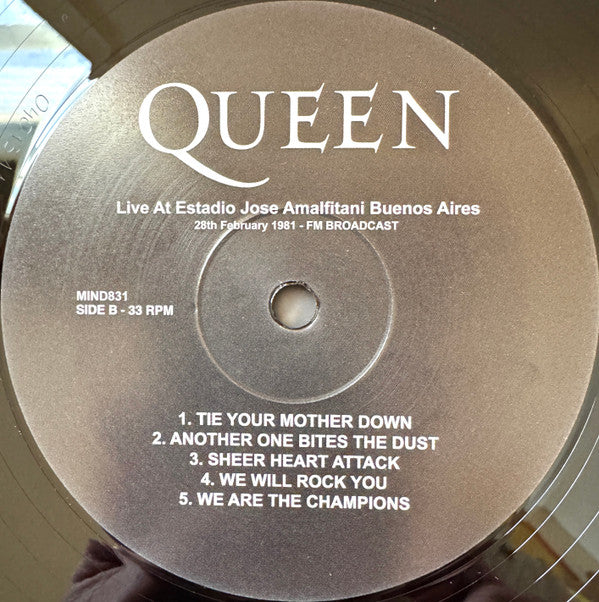 QUEEN
Live At Estadio Jose Amalfitani Buenos Aires
28th February 1981 - FM BROADCAST
MIND831
SIDE B - 33 RPM
1. TIE YOUR MOTHER DOWN
2. ANOTHER ONE BITES THE DUST
3. SHEER HEART ATTACK
4. WE WILL ROCK YOU
5. WE ARE THE CHAMPIONS